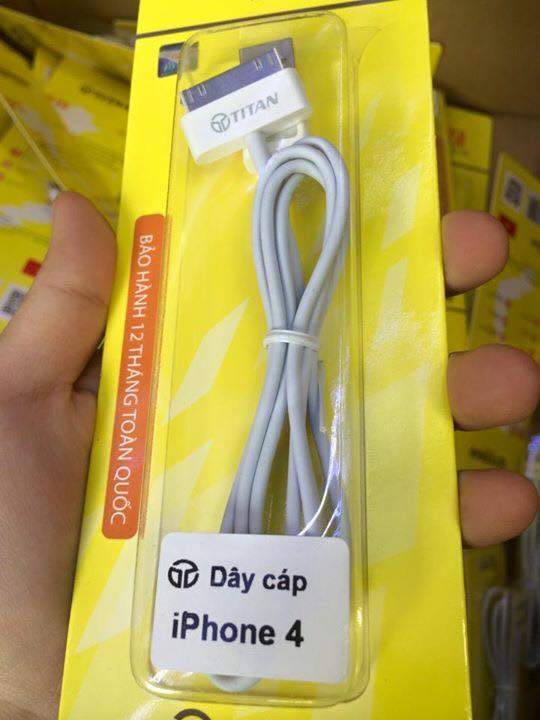 TITAN
BẢO HÀNH 12 THÁNG TOÀN QUỐC
Dây cáp
iPhone 4